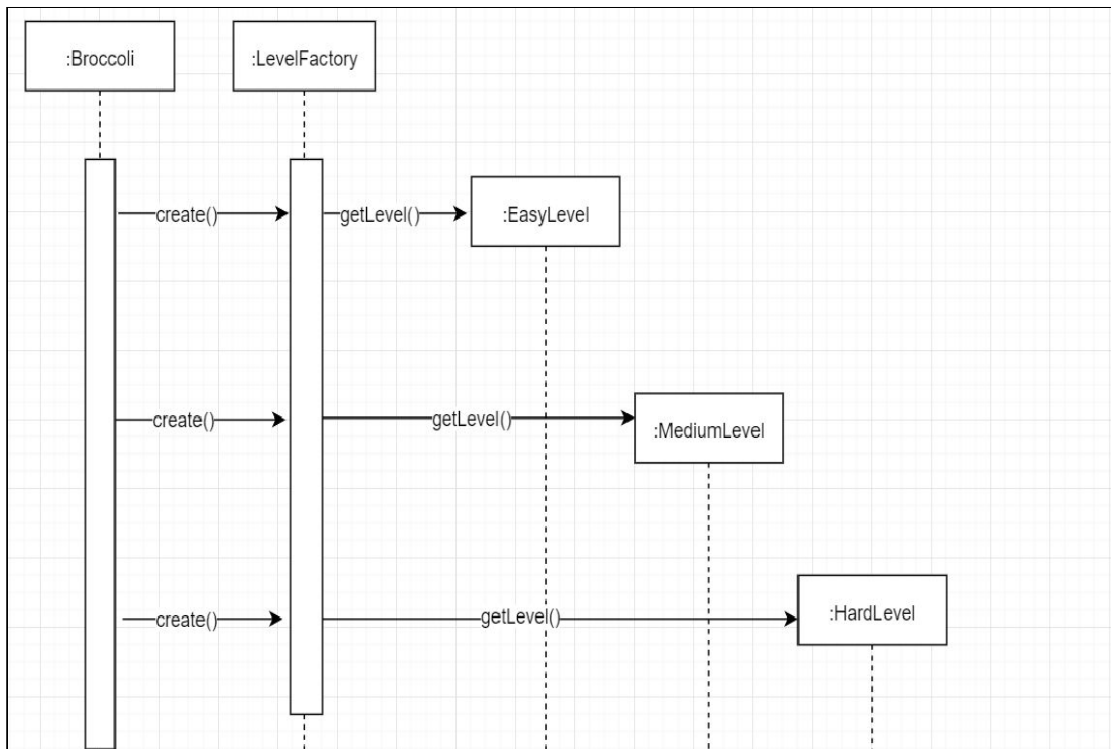 :Broccoli
:LevelFactory
create()
getLevel()
:EasyLevel
create()
getLevel()
:MediumLevel
create()
getLevel()
:HardLevel